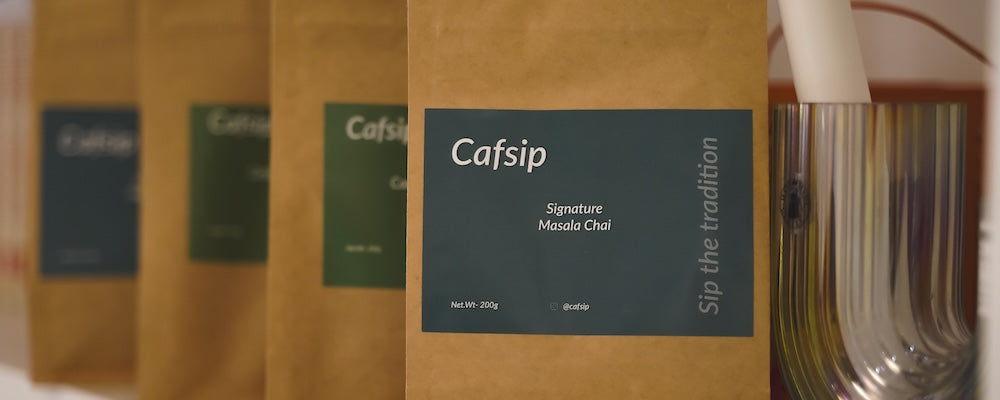 Cafsip
Cafsip
Cafsip
Cafsip
Signature
Masala Chai
Net.Wt- 200g
@cafsip
Sip the tradition